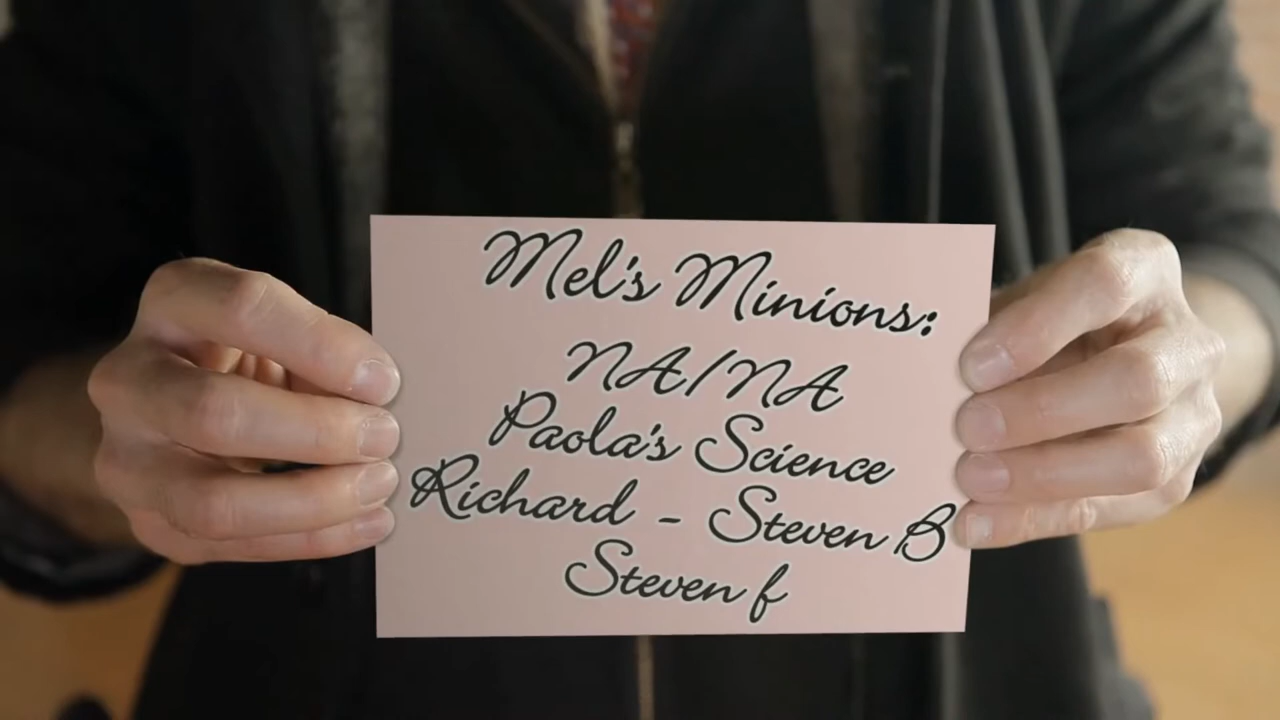 Mel's Minions:
NA/NA
Paola's Science
Richard - Steven B
Steven f